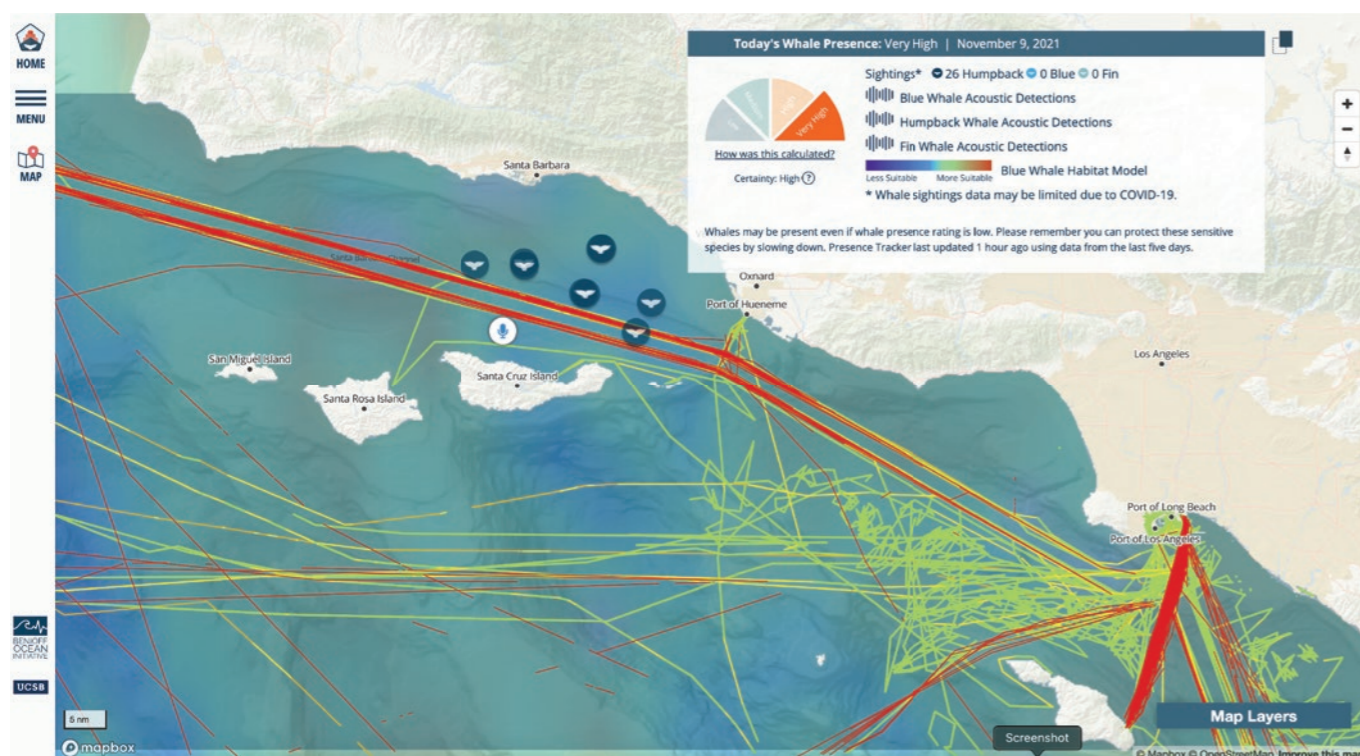 HOME
MENU
MAP
BENIOFF
OCEAN
INITIATIVE
UCSB
Today's Whale Presence: Very High | November 9, 2021
Low
Medium
High
Very High
How was this calculated?
Certainty: High ?
Sightings* 26 Humpback 0 Blue 0 Fin
Blue Whale Acoustic Detections
Humpback Whale Acoustic Detections
Fin Whale Acoustic Detections
Less Suitable More Suitable Blue Whale Habitat Model
* Whale sightings data may be limited due to COVID-19.
Whales may be present even if whale presence rating is low. Please remember you can protect these sensitive
species by slowing down. Presence Tracker last updated 1 hour ago using data from the last five days.
+
−
Santa Barbara
Santa Barbara Channel
Oxnard
Port of Hueneme
San Miguel Island
Santa Rosa Island
Santa Cruz Island
Los Angeles
Port of Long Beach
Port of Los Angeles
5 nm
mapbox
Screenshot
Map Layers
© Mapbox © OpenStreetMap Improve this ma